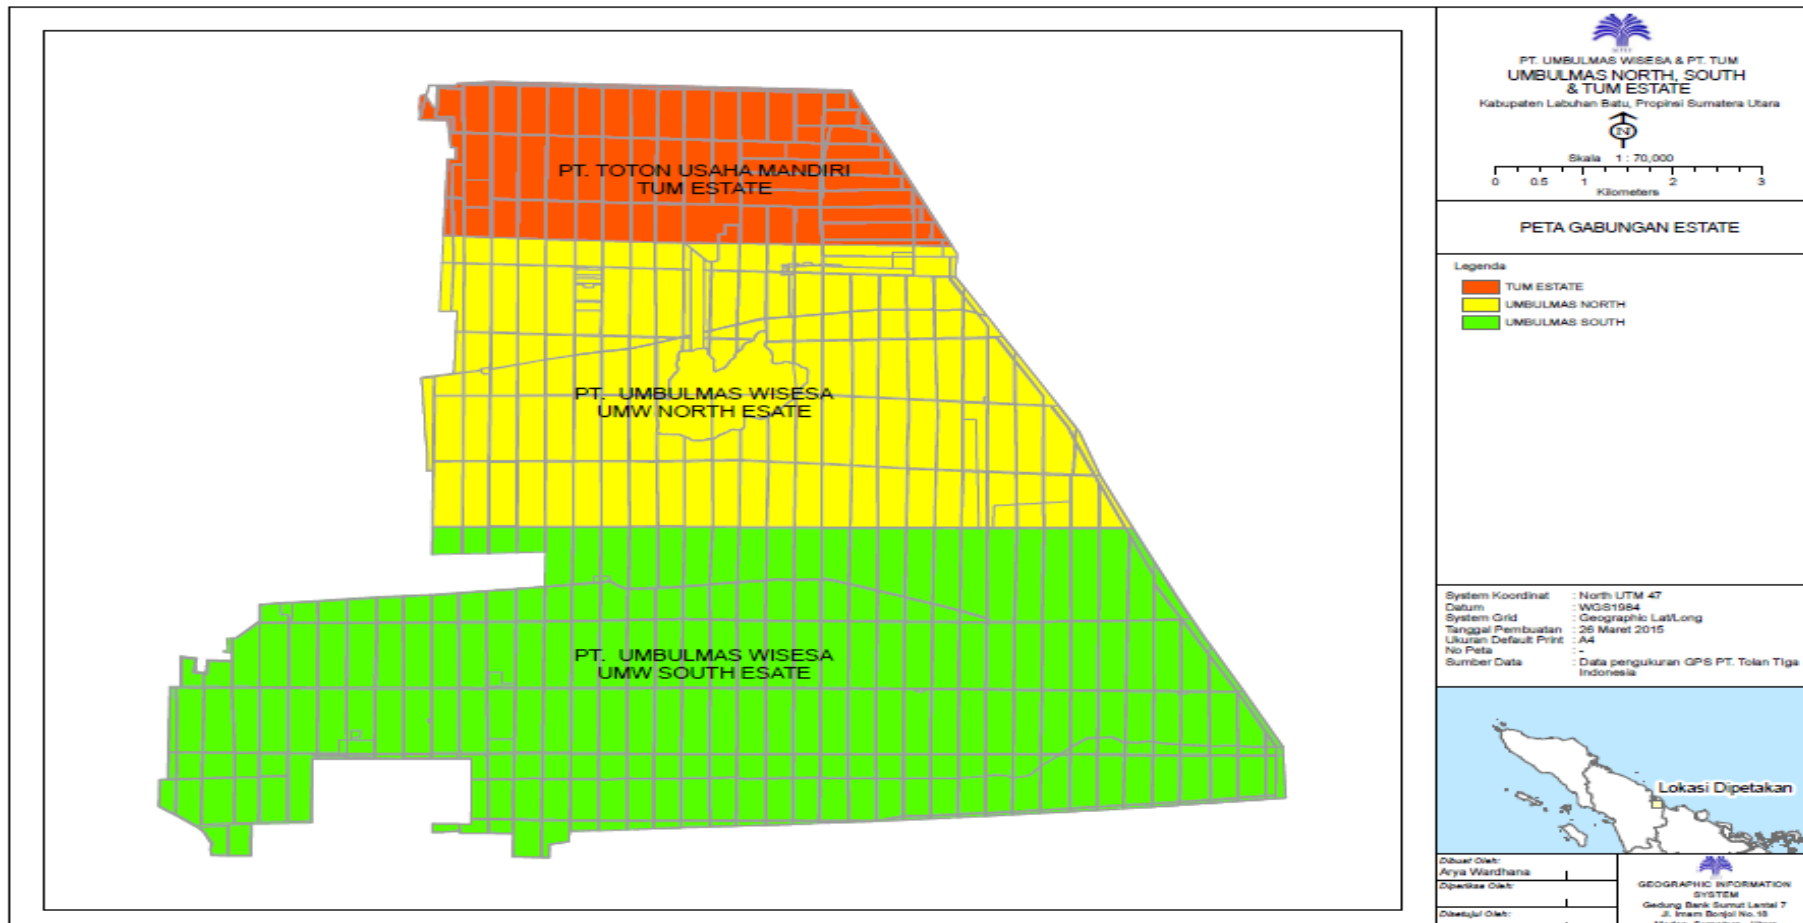 PT. TOTON USAHA MANDIRI
TUM ESTATE
PT. UMBULMAS WISESA
UMW NORTH ESATE
PT. UMBULMAS WISESA
UMW SOUTH ESATE
PT. UMBULMAS WISESA & PT. TUM
UMBULMAS NORTH, SOUTH
& TUM ESTATE
Kabupaten Labuhan Batu, Propinsi Sumatera Utara
N
Skala 1 : 70,000
0 0.5 1 2 3
Kilometers
PETA GABUNGAN ESTATE
Legenda
TUM ESTATE
UMBULMAS NORTH
UMBULMAS SOUTH
System Koordinat : North UTM 47
Datum : WGS1984
System Grid : Geographic Lat/Long
Tanggal Pembuatan : 26 Maret 2015
Ukuran Default Print : A4
No Peta : -
Sumber Data : Data pengukuran GPS PT. Tolan Tiga
Indonesia
Lokasi Dipetakan
Dibuat Oleh:
Arya Wardhana
Diperiksa Oleh:
Disetujui Oleh:
GEOGRAPHIC INFORMATION
SYSTEM
Gedung Bank Sumut Lantai 7
Jl. Imam Bonjol No.18